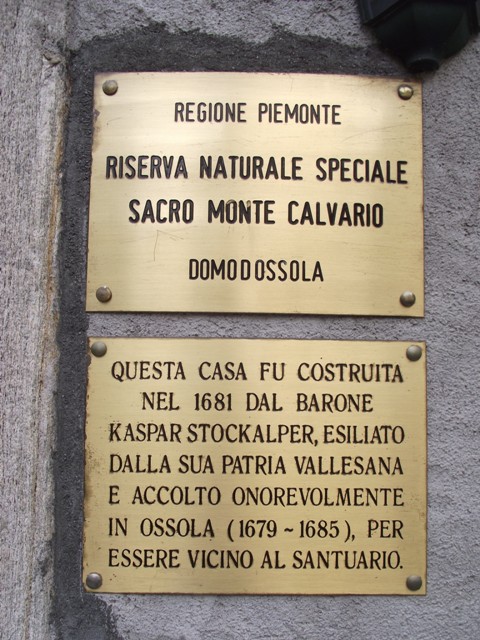 REGIONE PIEMONTE
RISERVA NATURALE SPECIALE
SACRO MONTE CALVARIO
DOMODOSSOLA
QUESTA CASA FU COSTRUITA
NEL 1681 DAL BARONE
KASPAR STOCKALPER, ESILIATO
DALLA SUA PATRIA VALLESANA
E ACCOLTO ONOREVOLMENTE
IN OSSOLA (1679 ~ 1685), PER
ESSERE VICINO AL SANTUARIO.